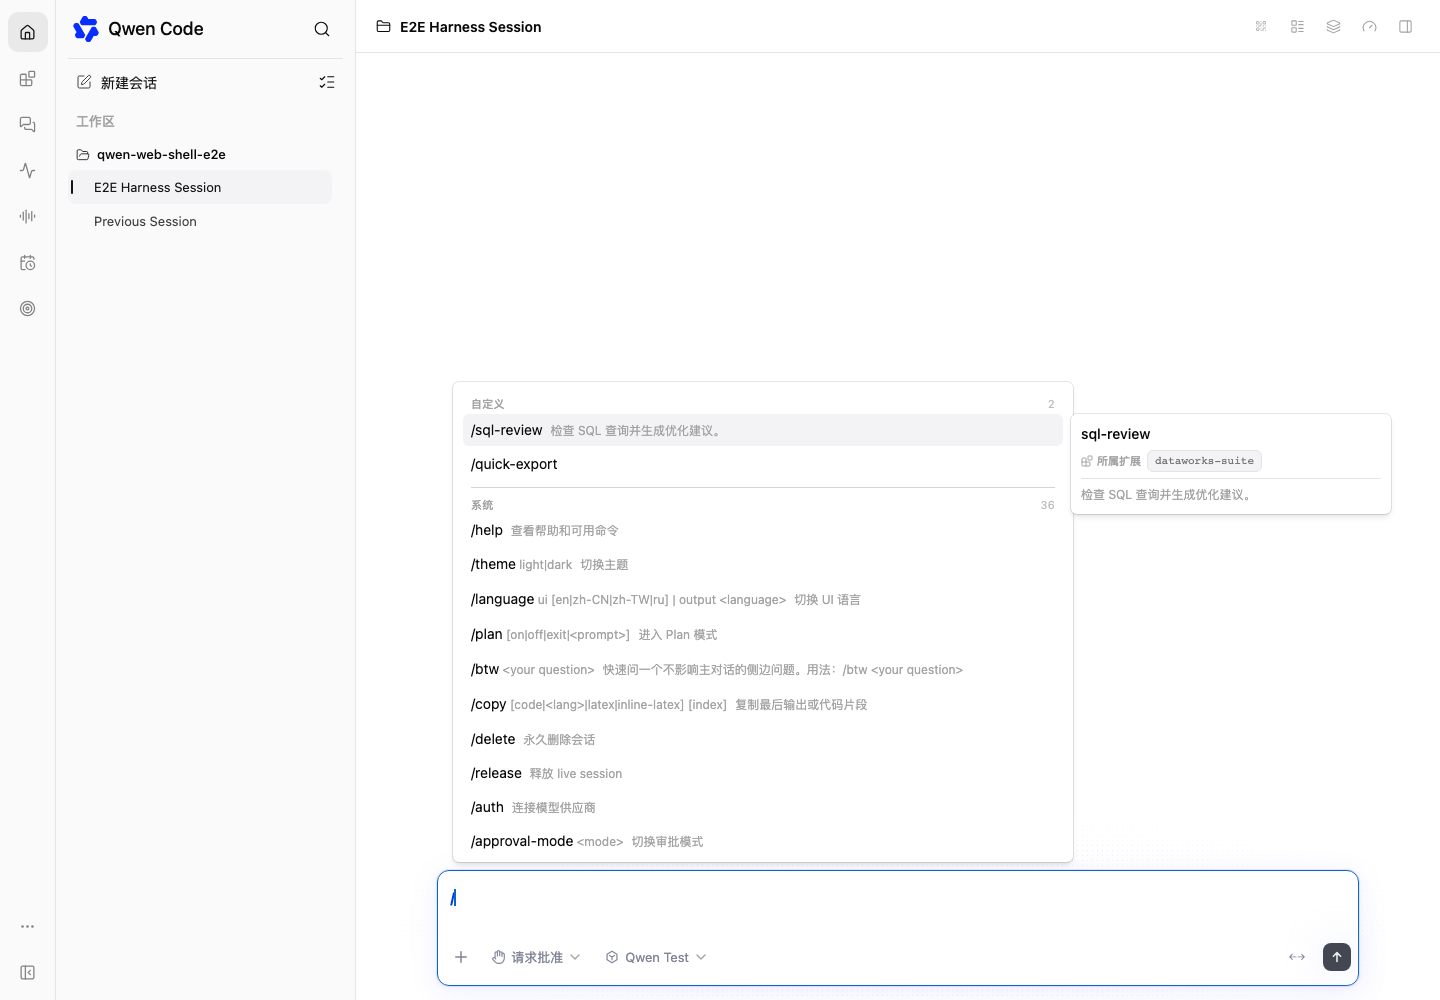 Qwen Code
新建会话
工作区
qwen-web-shell-e2e
E2E Harness Session
Previous Session
E2E Harness Session
自定义 2
/sql-review 检查 SQL 查询并生成优化建议。
/quick-export
系统 36
/help 查看帮助和可用命令
/theme light|dark 切换主题
/language ui [en|zh-CN|zh-TW|ru] | output <language> 切换 UI 语言
/plan [on|off|exit|<prompt>] 进入 Plan 模式
/btw <your question> 快速问一个不影响主对话的侧边问题。用法：/btw <your question>
/copy [code|<lang>|latex|inline-latex] [index] 复制最后输出或代码片段
/delete 永久删除会话
/release 释放 live session
/auth 连接模型供应商
/approval-mode <mode> 切换审批模式
sql-review
所属扩展 dataworks-suite
检查 SQL 查询并生成优化建议。
/
请求批准 Qwen Test